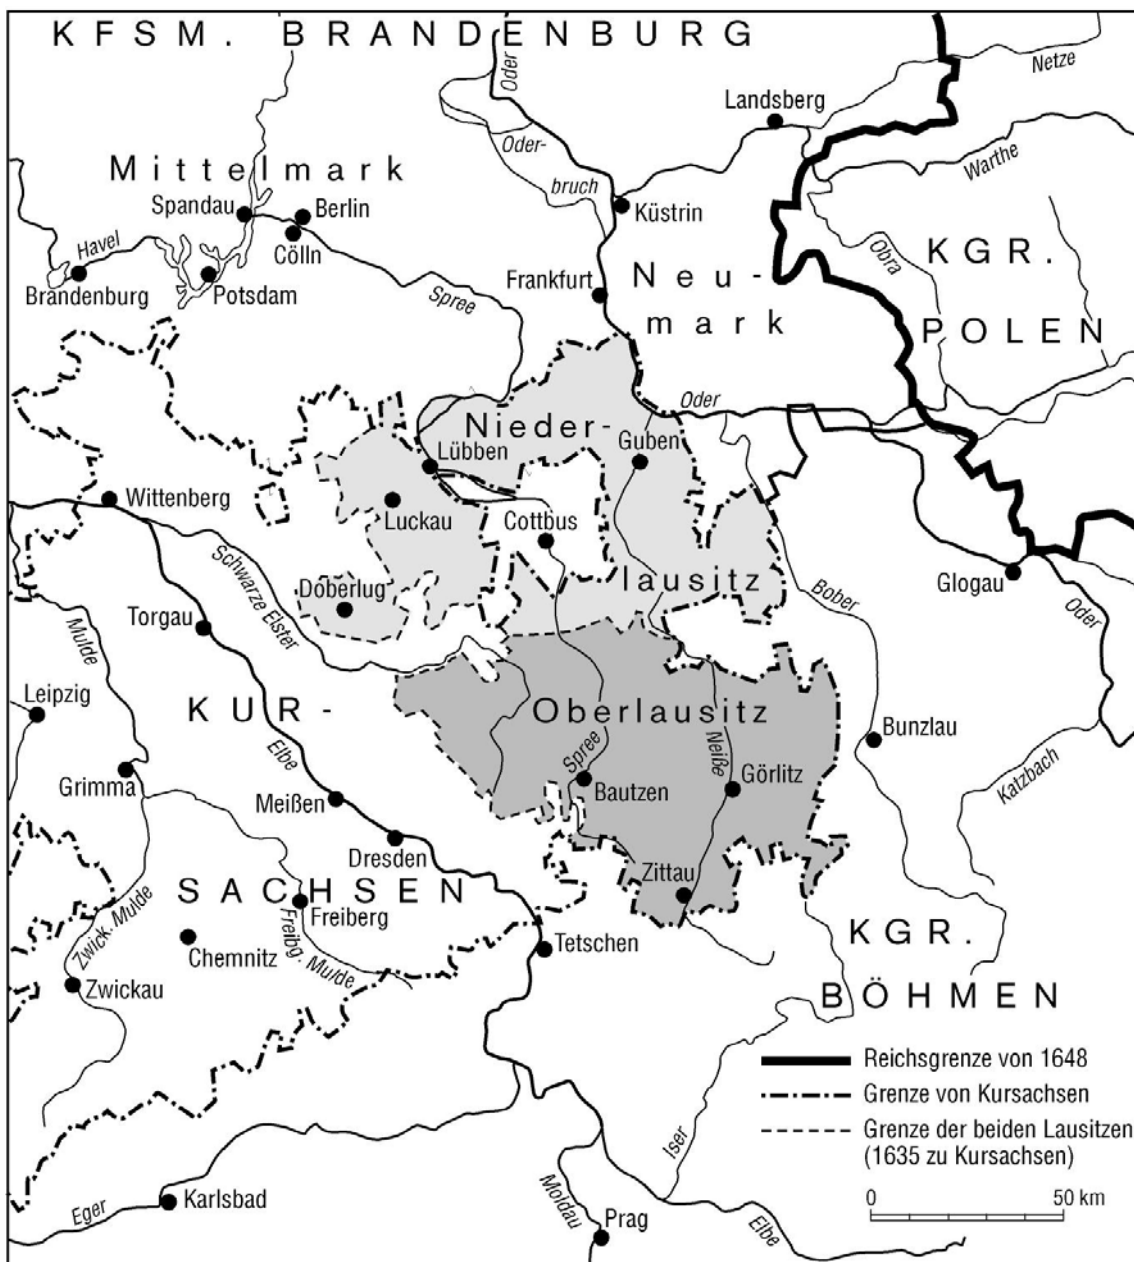 KFSM. BRANDENBURG
Oder
Netze
Landsberg
Oder-
bruch
Warthe
Mittelmark
Spandau
Berlin
Cölln
Küstrin
Havel
Brandenburg
Potsdam
Spree
Frankfurt
Neu-
mark
Obra
KGR.
POLEN
Oder
Nieder-
Guben
Lübben
Wittenberg
Luckau
Cottbus
Schwarze Elster
Doberlug
lausitz
Bober
Glogau
Oder
Torgau
Mulde
Leipzig
KUR-
Elbe
Oberlausitz
Spree
Neiße
Bunzlau
Grimma
Meißen
Bautzen
Görlitz
Katzbach
Dresden
Zittau
SACHSEN
Zwick. Mulde
Freiberg
Freibg. Mulde
Chemnitz
Tetschen
Zwickau
KGR.
BÖHMEN
Reichsgrenze von 1648
Grenze von Kursachsen
Grenze der beiden Lausitzen
(1635 zu Kursachsen)
0 50 km
Iser
Eger
Karlsbad
Moldau
Prag
Elbe